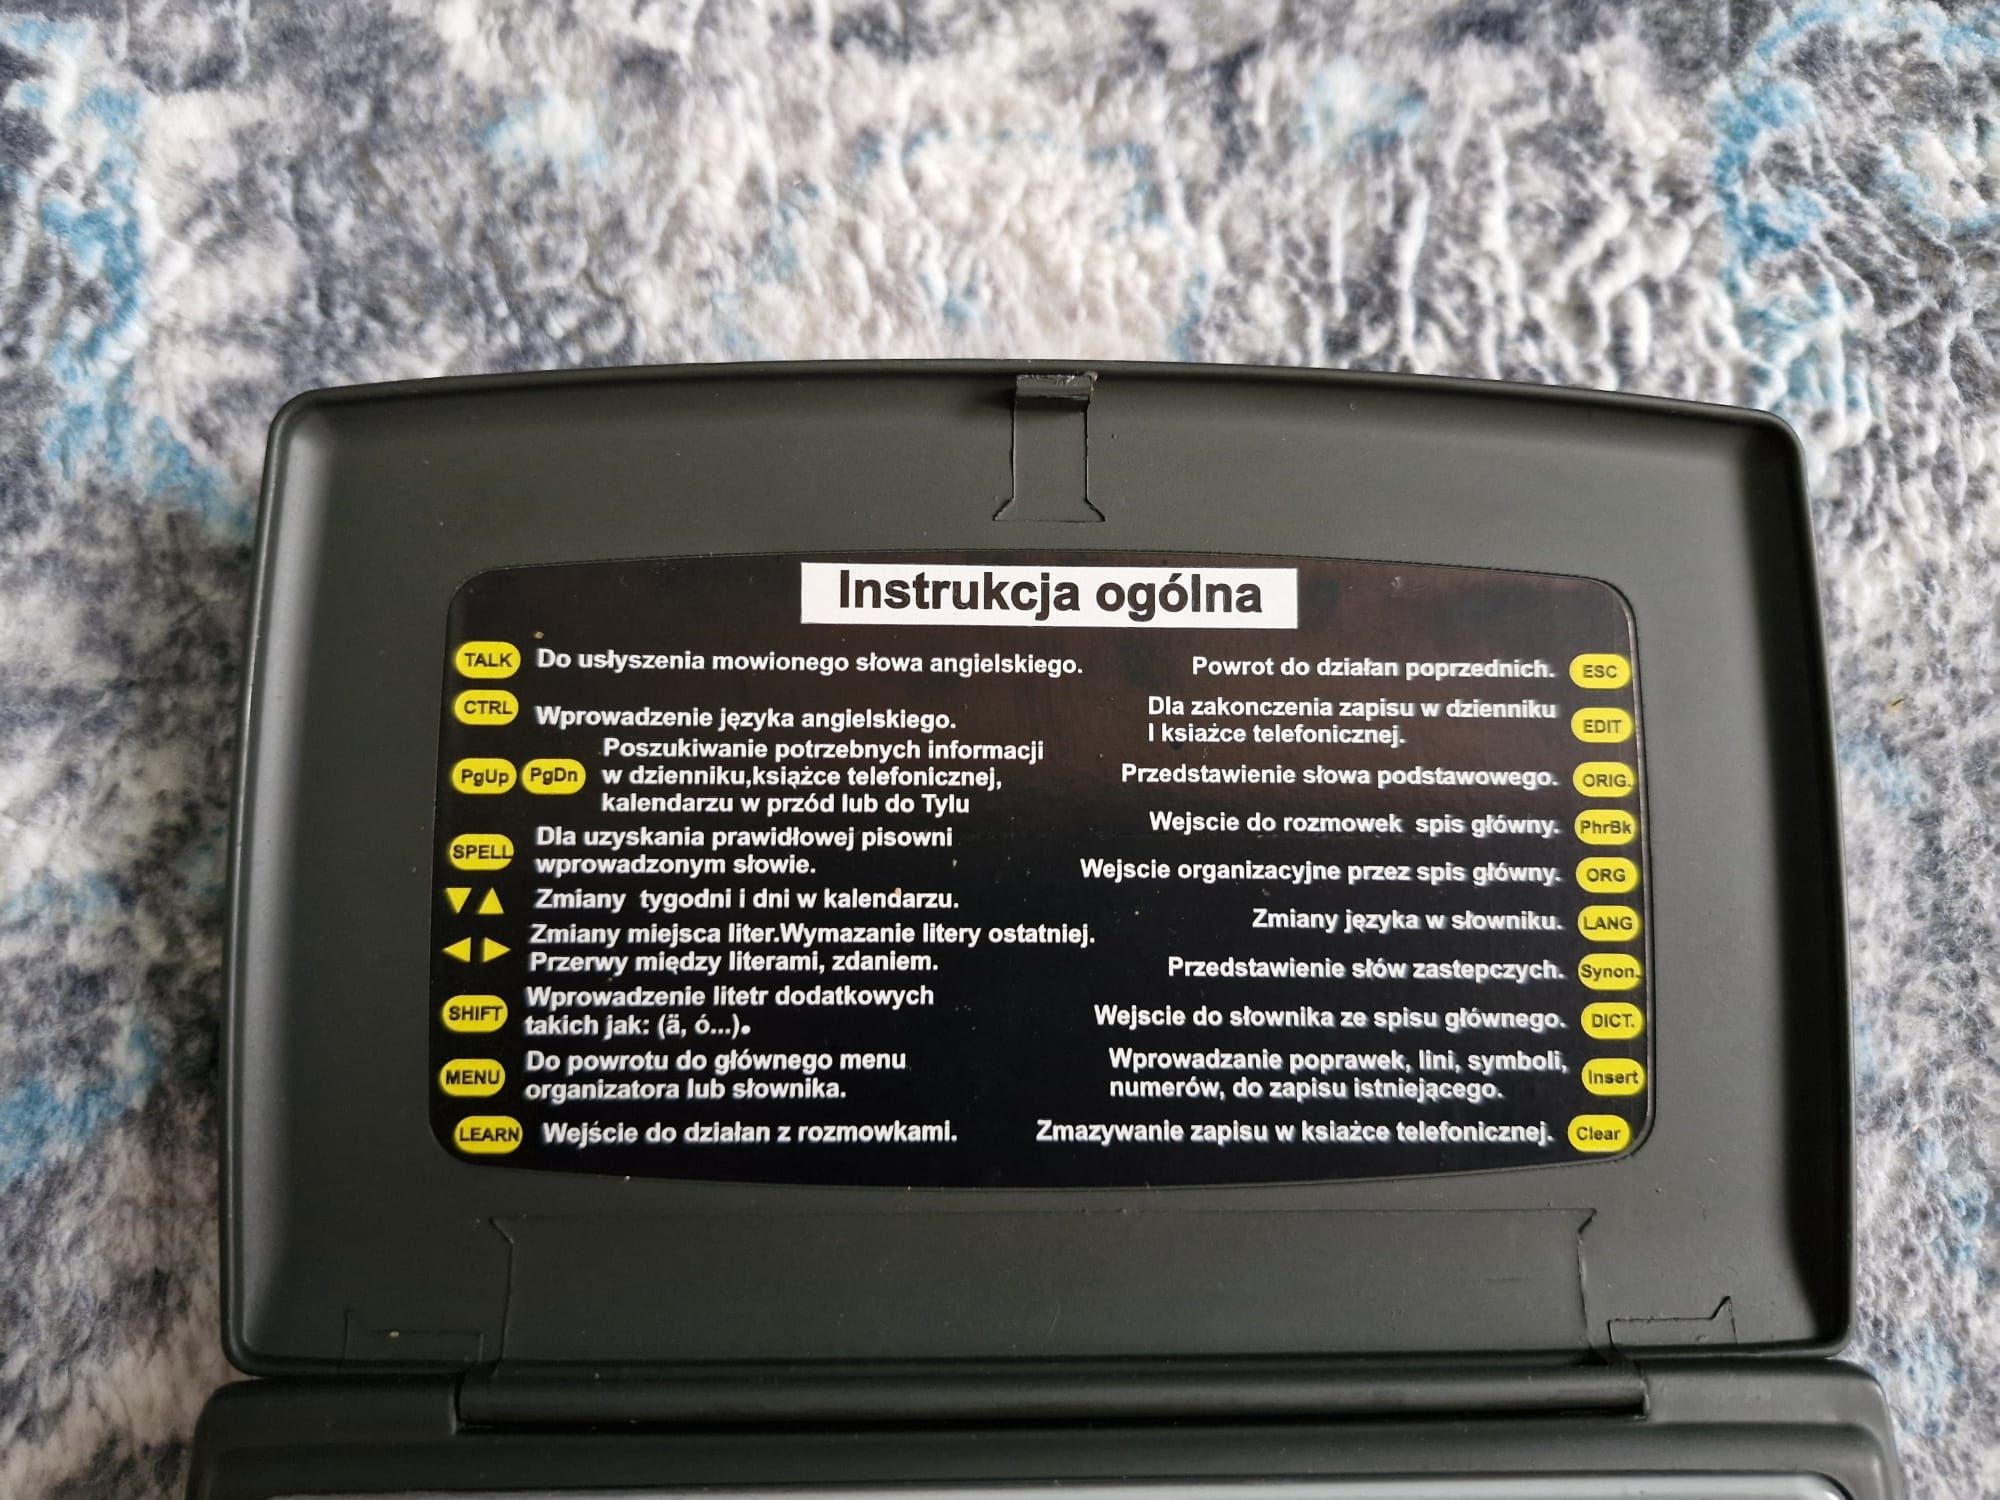 Instrukcja ogólna
TALK Do usłyszenia mowionego słowa angielskiego.
CTRL Wprowadzenie języka angielskiego.
Poszukiwanie potrzebnych informacji
PgUp PgDn w dzienniku,książce telefonicznej,
kalendarzu w przód lub do Tylu
SPELL Dla uzyskania prawidłowej pisowni
wprowadzonym słowie.
▼▲ Zmiany tygodni i dni w kalendarzu.
◀▶ Zmiany miejsca liter.Wymazanie litery ostatniej.
Przerwy między literami, zdaniem.
SHIFT Wprowadzenie litetr dodatkowych
takich jak: (ä, ó...).
MENU Do powrotu do głównego menu
organizatora lub słownika.
LEARN Wejście do działan z rozmowkami.
Powrot do działan poprzednich. ESC
Dla zakonczenia zapisu w dzienniku
I ksiażce telefonicznej. EDIT
Przedstawienie słowa podstawowego. ORIG.
Wejscie do rozmowek spis główny. PhrBk
Wejscie organizacyjne przez spis główny. ORG
Zmiany języka w słowniku. LANG
Przedstawienie słów zastepczych. Synon.
Wejscie do słownika ze spisu głównego. DICT.
Wprowadzanie poprawek, lini, symboli,
numerów, do zapisu istniejącego. Insert
Zmazywanie zapisu w ksiażce telefonicznej. Clear